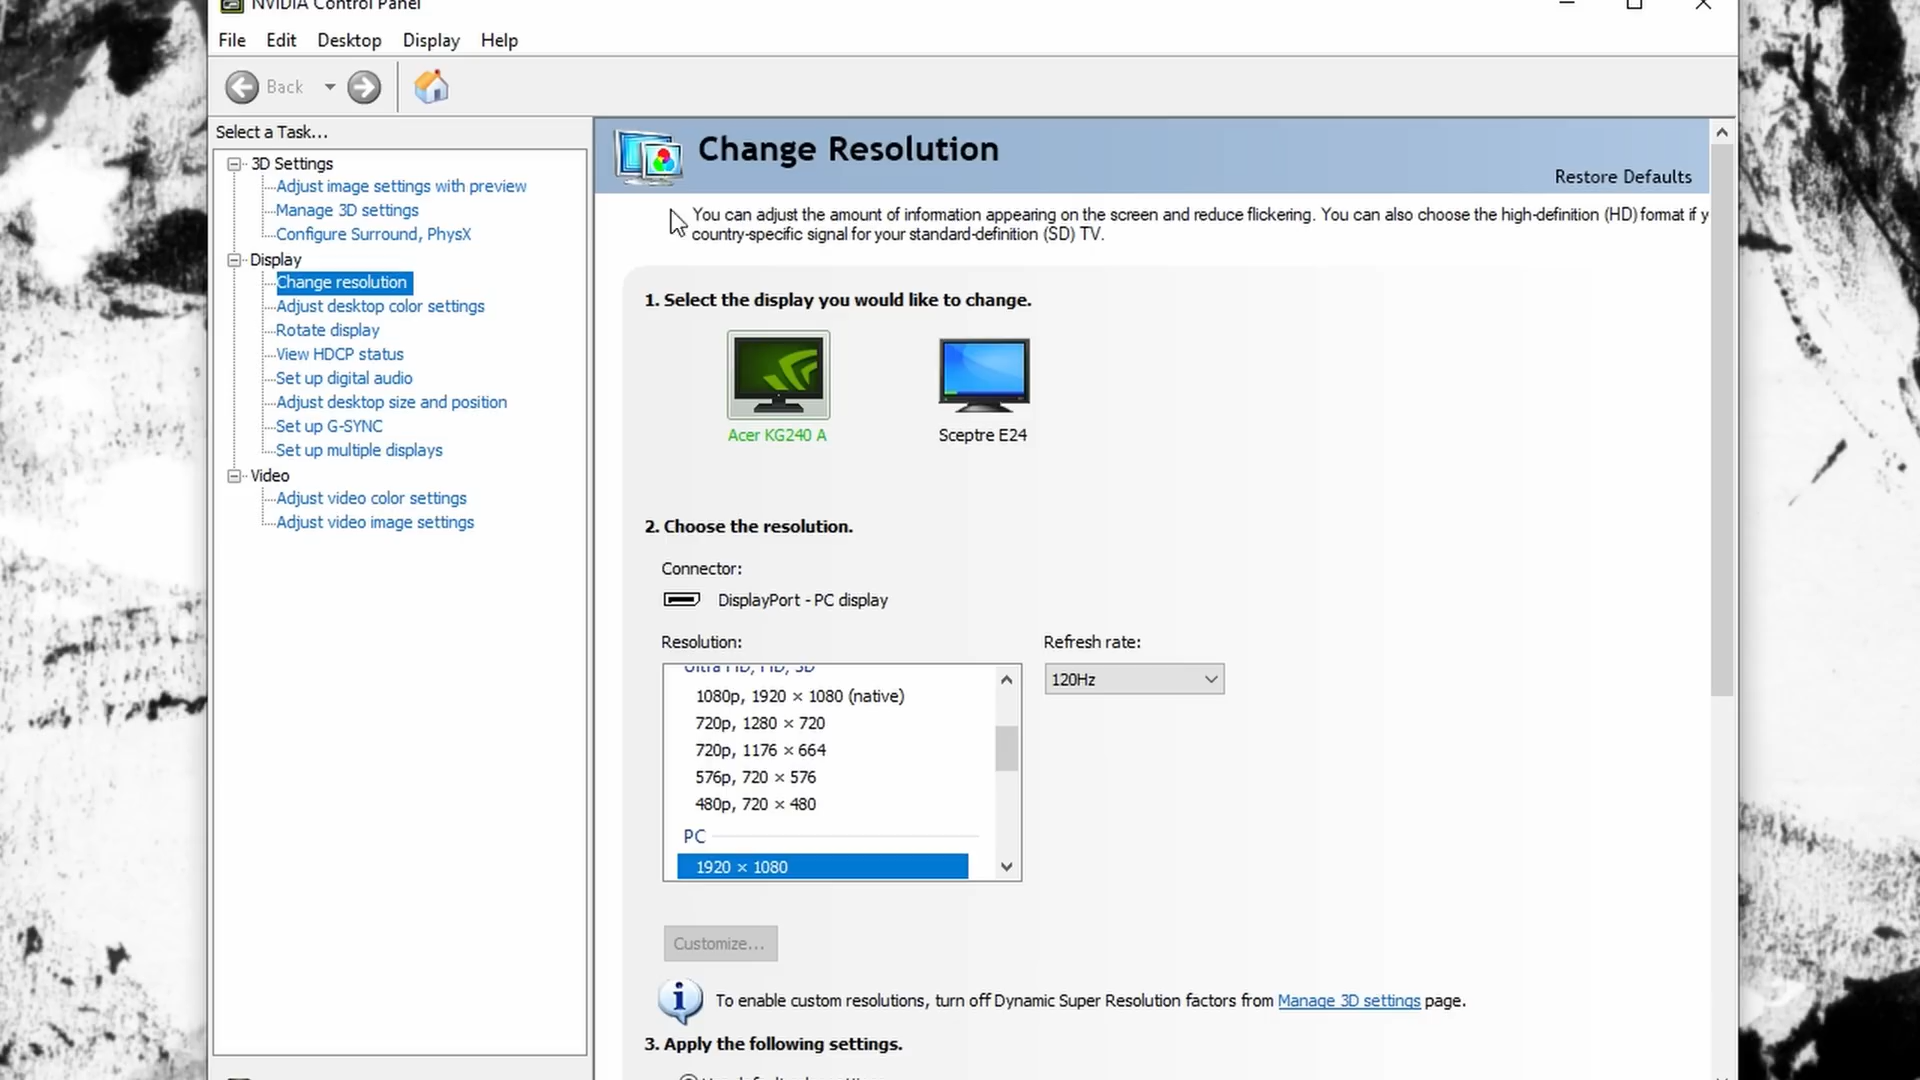 NVIDIA Control Panel
File Edit Desktop Display Help
Back
Select a Task...
3D Settings
Adjust image settings with preview
Manage 3D settings
Configure Surround, PhysX
Display
Change resolution
Adjust desktop color settings
Rotate display
View HDCP status
Set up digital audio
Adjust desktop size and position
Set up G-SYNC
Set up multiple displays
Video
Adjust video color settings
Adjust video image settings
Change Resolution
Restore Defaults
You can adjust the amount of information appearing on the screen and reduce flickering. You can also choose the high-definition (HD) format if y
country-specific signal for your standard-definition (SD) TV.
1. Select the display you would like to change.
Acer KG240 A
Sceptre E24
2. Choose the resolution.
Connector:
DisplayPort - PC display
Resolution:
Refresh rate:
Ultra HD, HD, SD
120Hz
1080p, 1920 × 1080 (native)
720p, 1280 × 720
720p, 1176 × 664
576p, 720 × 576
480p, 720 × 480
PC
1920 × 1080
Customize...
To enable custom resolutions, turn off Dynamic Super Resolution factors from Manage 3D settings page.
3. Apply the following settings.